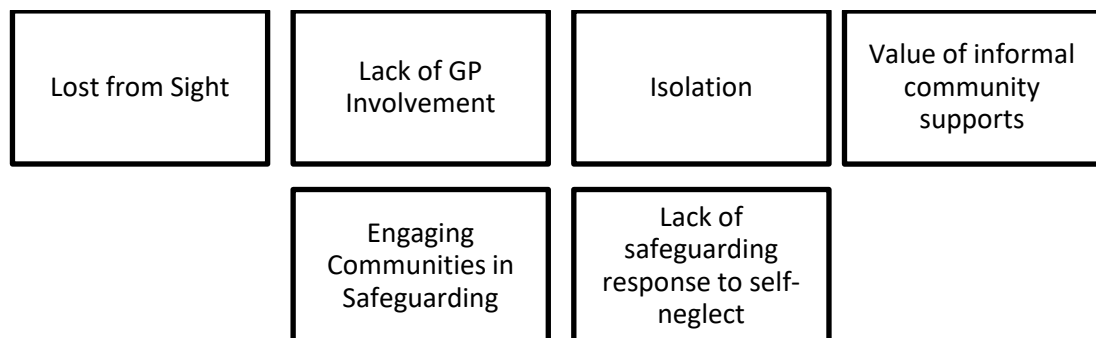 Lost from Sight
Lack of GP
Involvement
Isolation
Value of informal
community
supports
Engaging
Communities in
Safeguarding
Lack of
safeguarding
response to self-
neglect